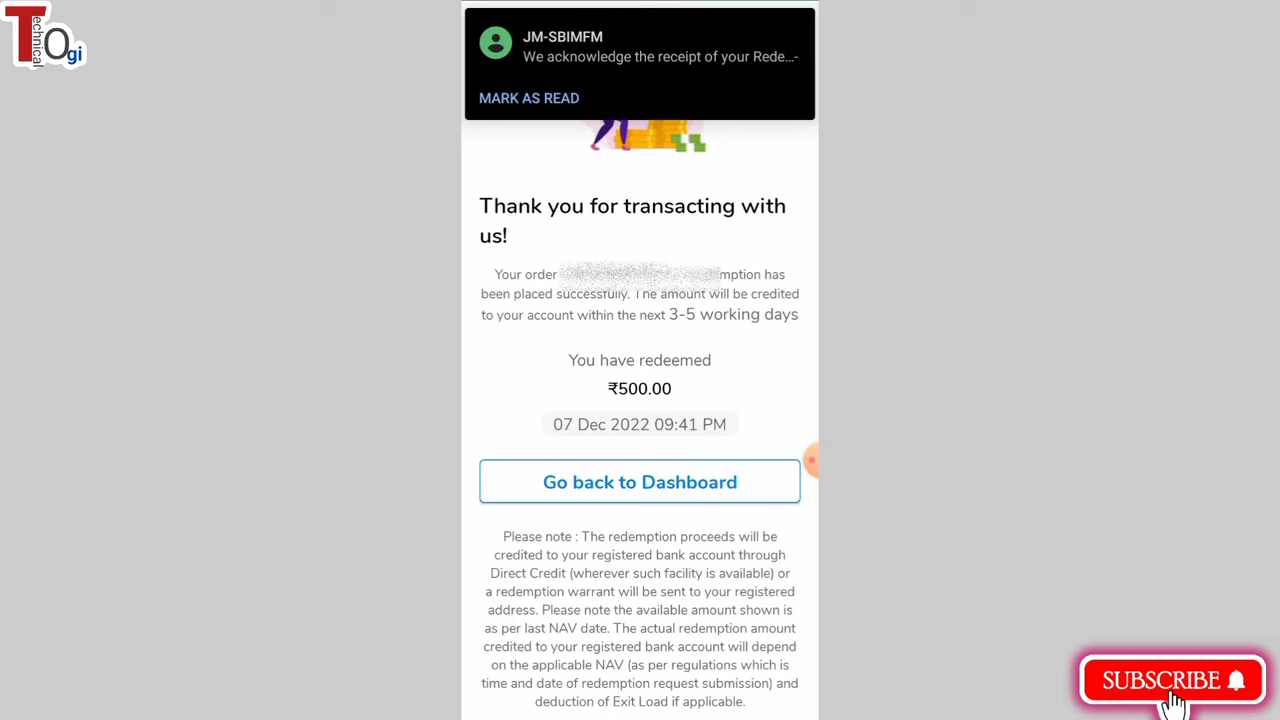 Technical
Ogi
JM-SBIMFM
We acknowledge the receipt of your Rede...-
MARK AS READ
Thank you for transacting with
us!
Your order mption has
been placed successfully. The amount will be credited
to your account within the next 3-5 working days
You have redeemed
₹500.00
07 Dec 2022 09:41 PM
Go back to Dashboard
Please note : The redemption proceeds will be
credited to your registered bank account through
Direct Credit (wherever such facility is available) or
a redemption warrant will be sent to your registered
address. Please note the available amount shown is
as per last NAV date. The actual redemption amount
credited to your registered bank account will depend
on the applicable NAV (as per regulations which is
time and date of redemption request submission) and
deduction of Exit Load if applicable.
SUBSCRIBE